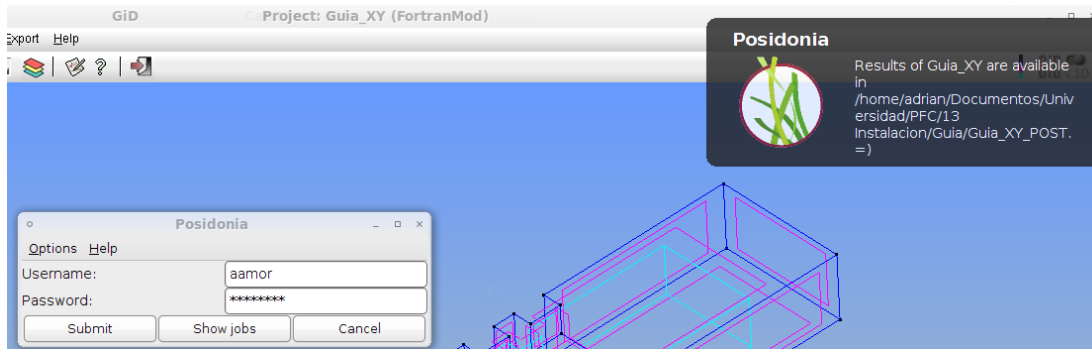 GiD
Project: Guia_XY (FortranMod)
Export Help
Posidonia
Results of Guia_XY are available
in
/home/adrian/Documentos/Univ
ersidad/PFC/13
Instalacion/Guia/Guia_XY_POST.
=)
Posidonia
Options Help
Username:
aamor
Password:
********
Submit Show jobs Cancel